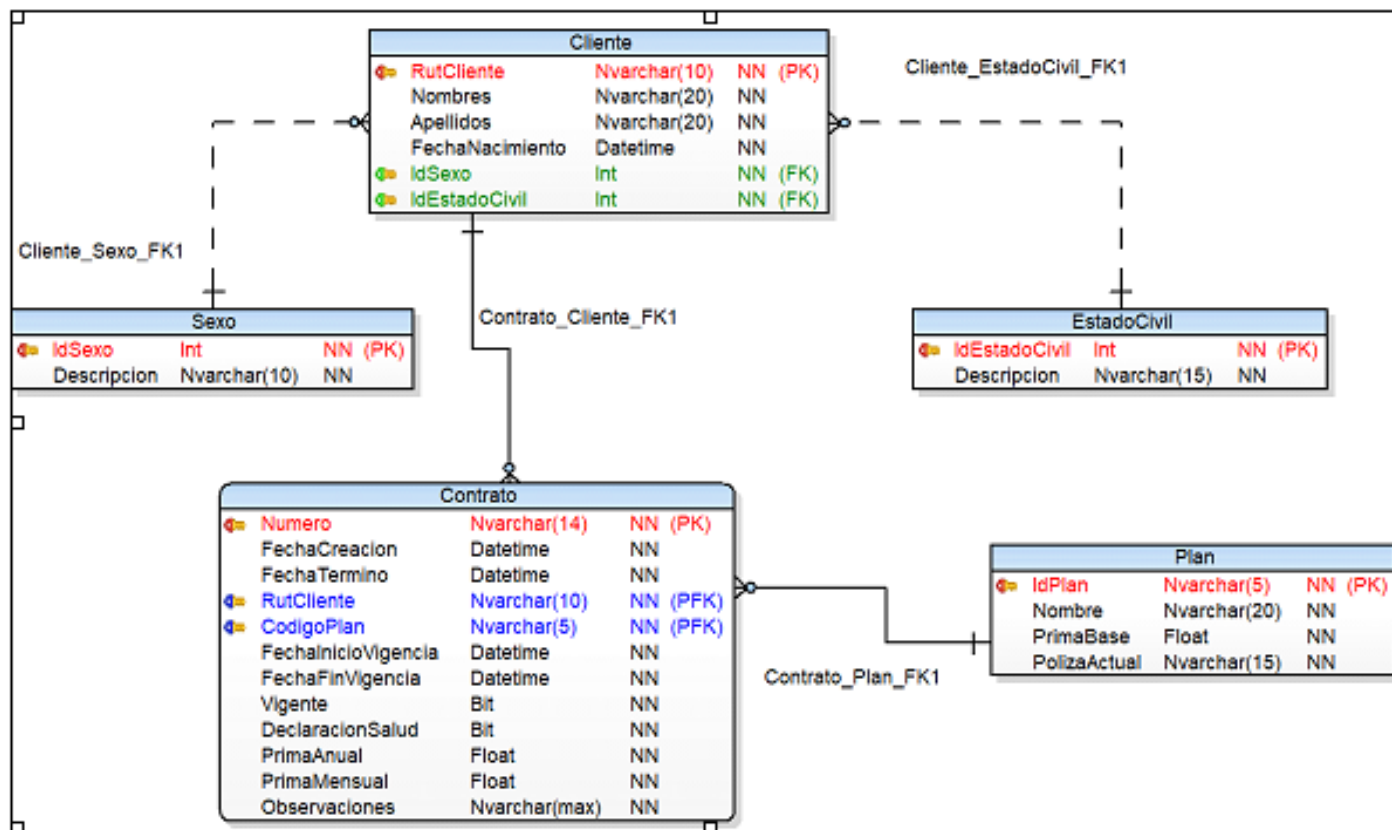 Cliente
RutCliente Nvarchar(10) NN (PK)
Nombres Nvarchar(20) NN
Apellidos Nvarchar(20) NN
FechaNacimiento Datetime NN
IdSexo Int NN (FK)
IdEstadoCivil Int NN (FK)
Cliente_EstadoCivil_FK1
Cliente_Sexo_FK1
Contrato_Cliente_FK1
Sexo
IdSexo Int NN (PK)
Descripcion Nvarchar(10) NN
EstadoCivil
IdEstadoCivil Int NN (PK)
Descripcion Nvarchar(15) NN
Contrato
Numero Nvarchar(14) NN (PK)
FechaCreacion Datetime NN
FechaTermino Datetime NN
RutCliente Nvarchar(10) NN (PFK)
CodigoPlan Nvarchar(5) NN (PFK)
FechaInicioVigencia Datetime NN
FechaFinVigencia Datetime NN
Vigente Bit NN
DeclaracionSalud Bit NN
PrimaAnual Float NN
PrimaMensual Float NN
Observaciones Nvarchar(max) NN
Plan
IdPlan Nvarchar(5) NN (PK)
Nombre Nvarchar(20) NN
PrimaBase Float NN
PolizaActual Nvarchar(15) NN
Contrato_Plan_FK1